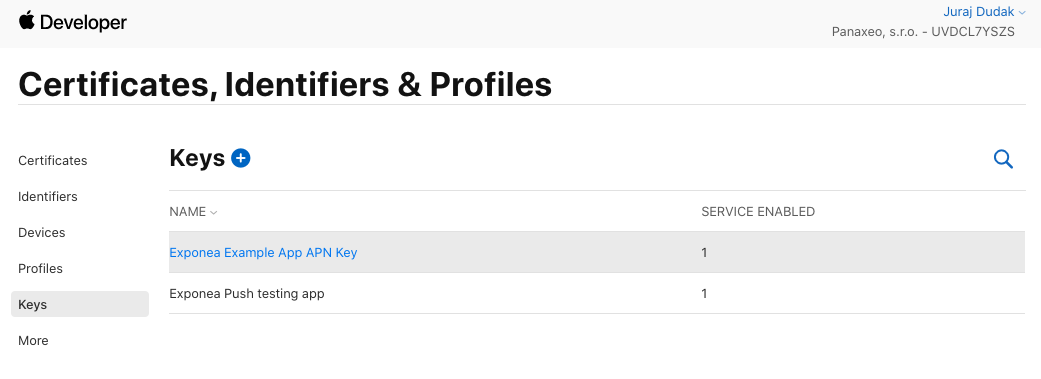 Developer
Juraj Dudak
Panaxeo, s.r.o. - UVDCL7YSZS
Certificates, Identifiers & Profiles
Certificates
Identifiers
Devices
Profiles
Keys
More
Keys
NAME
SERVICE ENABLED
Exponea Example App APN Key
1
Exponea Push testing app
1